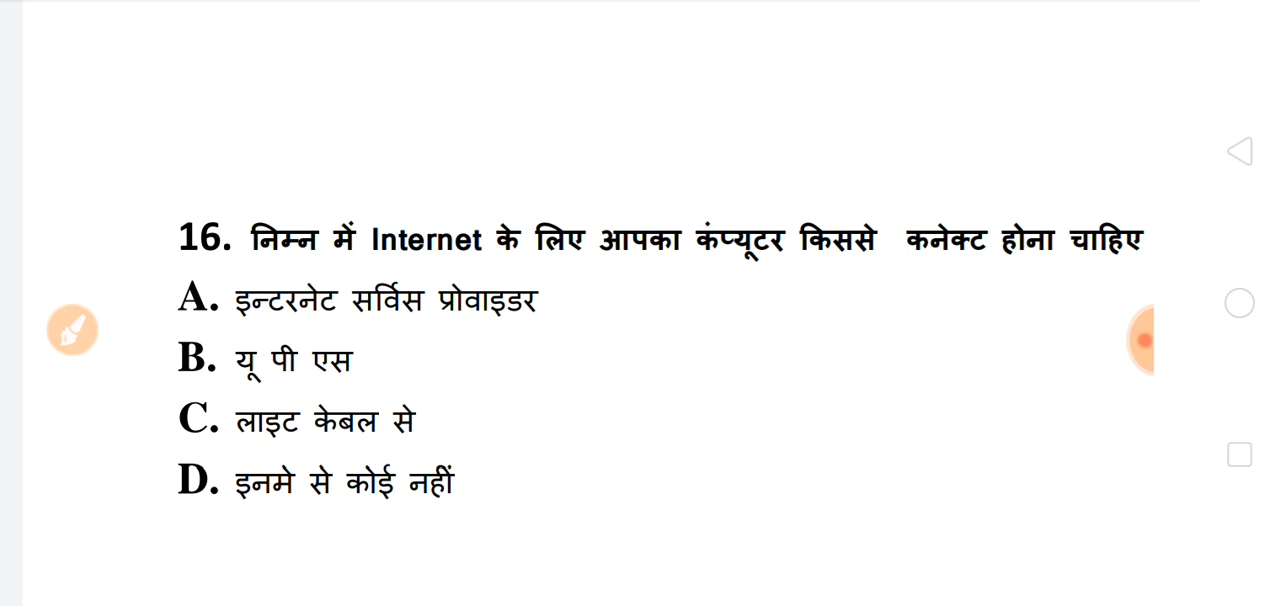 16. निम्न में Internet के लिए आपका कंप्यूटर किससे कनेक्ट होना चाहिए
A. इन्टरनेट सर्विस प्रोवाइडर
B. यू पी एस
C. लाइट केबल से
D. इनमे से कोई नहीं